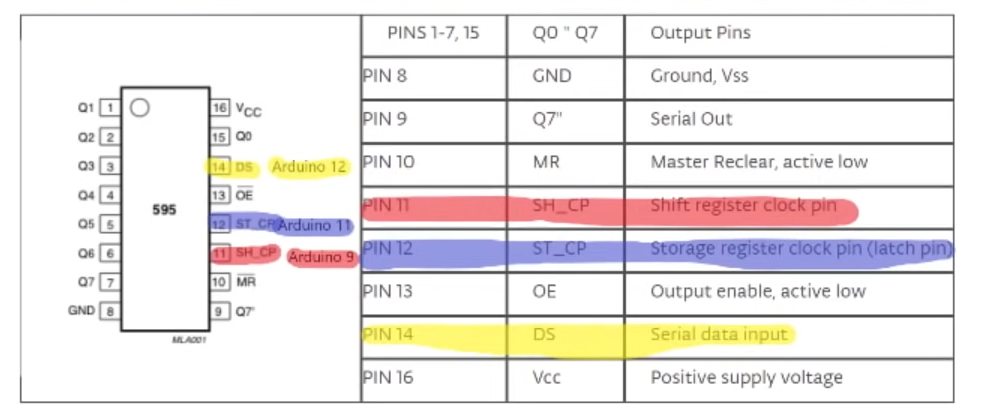 Q1 1 16 VCC
Q2 2 15 Q0
Q3 3 14 DS Arduino 12
Q4 4 13 OE
595
Q5 5 12 ST_CP Arduino 11
Q6 6 11 SH_CP Arduino 9
Q7 7 10 MR
GND 8 9 Q7'
MLA001
PINS 1-7, 15 Q0 " Q7 Output Pins
PIN 8 GND Ground, Vss
PIN 9 Q7" Serial Out
PIN 10 MR Master Reclear, active low
PIN 11 SH_CP Shift register clock pin
PIN 12 ST_CP Storage register clock pin (latch pin)
PIN 13 OE Output enable, active low
PIN 14 DS Serial data input
PIN 16 Vcc Positive supply voltage